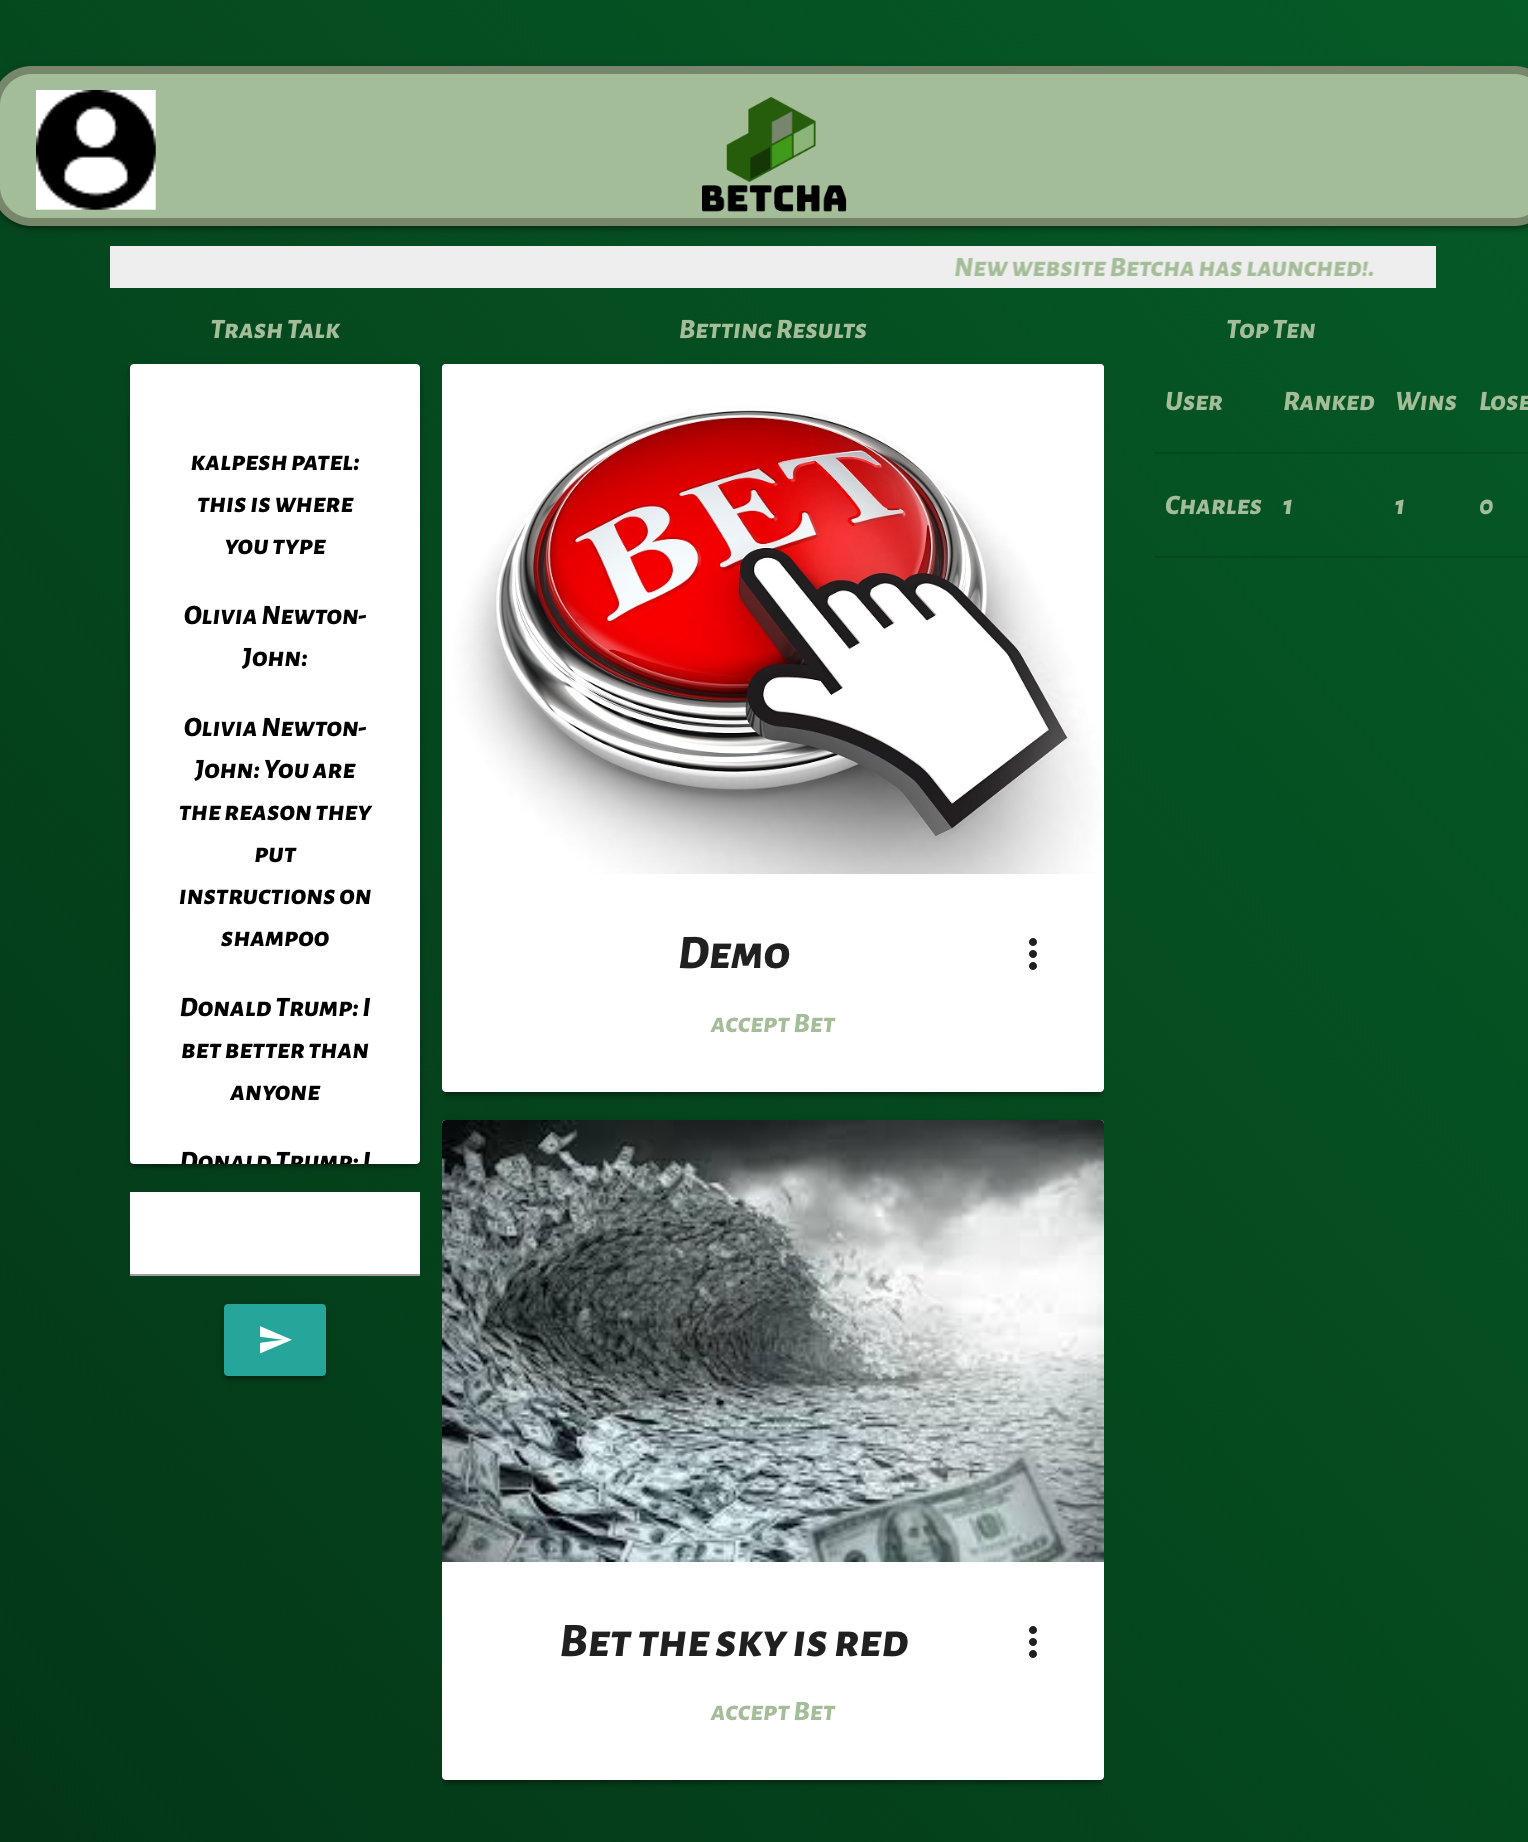 BETCHA
New website Betcha has launched!.
Trash Talk
kalpesh patel:
this is where
you type
Olivia Newton-
John:
Olivia Newton-
John: You are
the reason they
put
instructions on
shampoo
Donald Trump: I
bet better than
anyone
Donald Trump: I
Betting Results
BET
Demo
accept Bet
Bet the sky is red
accept Bet
Top Ten
User Ranked Wins Lose
Charles 1 1 0